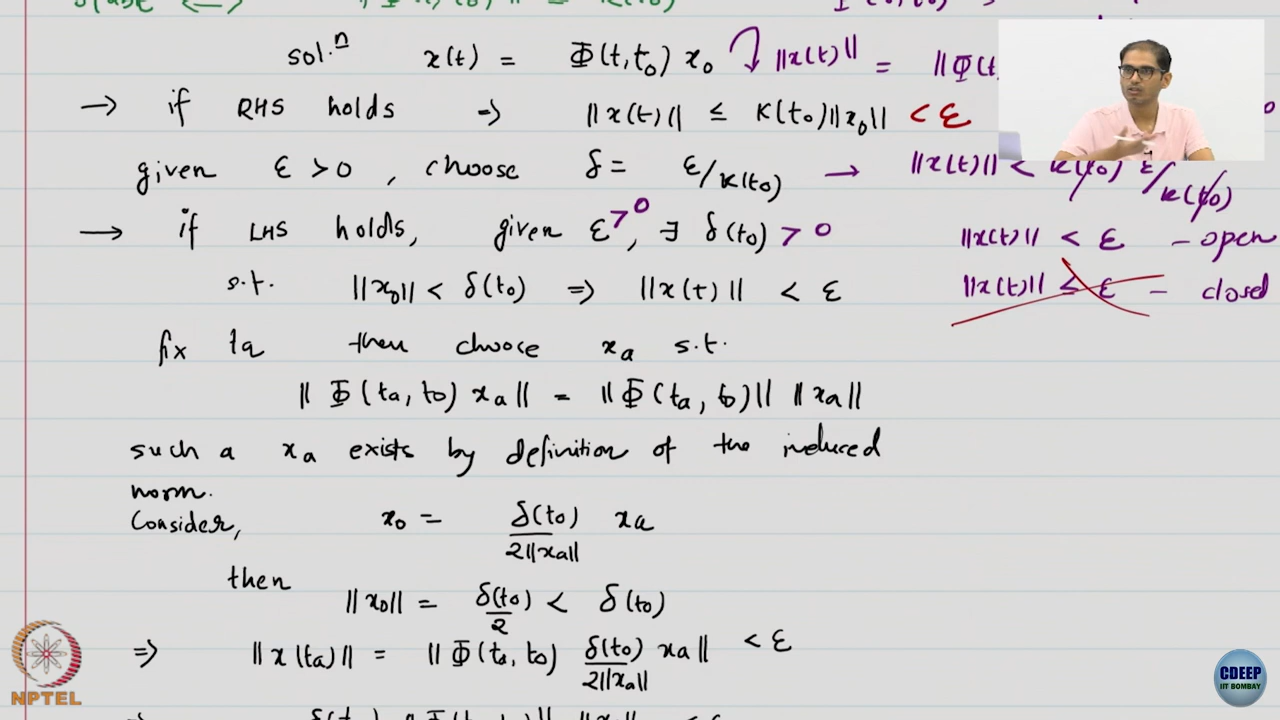 stable <=> ||Φ(t,t0)|| ≤ K(t0)
sol.n x(t) = Φ(t,t0) x0 ||x(t)|| = ||Φ(t,
→ if RHS holds ⇒ ||x(t)|| ≤ K(t0)||x0|| < ε
given ε > 0, choose δ = ε/K(t0) → ||x(t)|| < K(t0) ε/K(t0)
→ if LHS holds, given ε > 0, ∃ δ(t0) > 0 ||x(t)|| < ε – open
s.t. ||x0|| < δ(t0) ⇒ ||x(t)|| < ε ||x(t)|| ≤ ε – closed
fix ta then choose xa s.t.
||Φ(ta, t0) xa|| = ||Φ(ta, t0)|| ||xa||
such a xa exists by definition of the induced
norm.
Consider, x0 = δ(t0)/2||xa|| xa
then
||x0|| = δ(t0)/2 < δ(t0)
⇒ ||x(ta)|| = ||Φ(ta, t0) δ(t0)/2||xa|| xa|| < ε
NPTEL
CDEEP
IIT BOMBAY